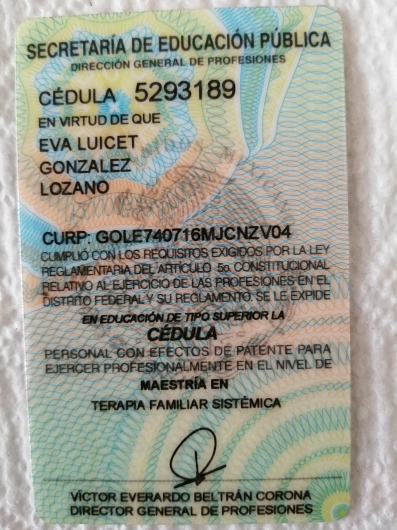 SECRETARÍA DE EDUCACIÓN PÚBLICA
DIRECCIÓN GENERAL DE PROFESIONES
CÉDULA 5293189
EN VIRTUD DE QUE
EVA LUICET
GONZALEZ
LOZANO
CURP: GOLE740716MJCNZV04
CUMPLIÓ CON LOS REQUISITOS EXIGIDOS POR LA LEY
REGLAMENTARIA DEL ARTÍCULO 5o. CONSTITUCIONAL
RELATIVO AL EJERCICIO DE LAS PROFESIONES EN EL
DISTRITO FEDERAL Y SU REGLAMENTO, SE LE EXPIDE
EN EDUCACIÓN DE TIPO SUPERIOR LA
CÉDULA
PERSONAL CON EFECTOS DE PATENTE PARA
EJERCER PROFESIONALMENTE EN EL NIVEL DE
MAESTRÍA EN
TERAPIA FAMILIAR SISTÉMICA
VÍCTOR EVERARDO BELTRÁN CORONA
DIRECTOR GENERAL DE PROFESIONES